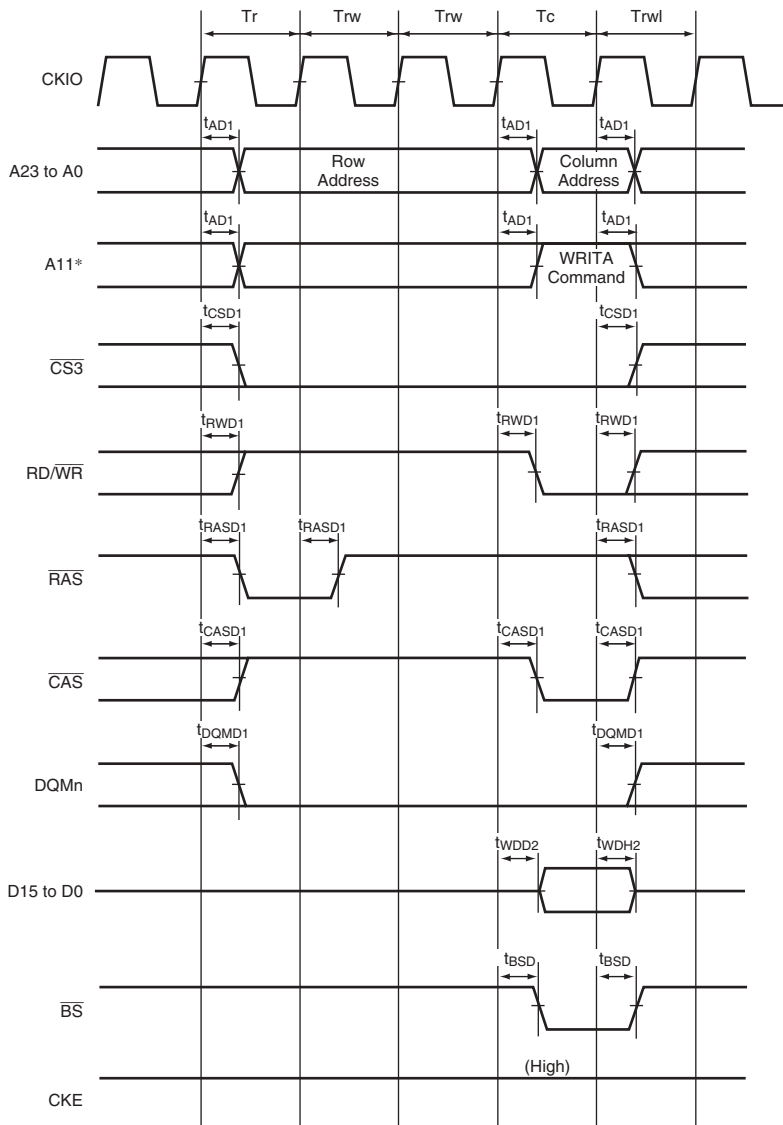 Tr Trw Trw Tc Trwl
CKIO
tAD1 tAD1 tAD1
A23 to A0 Row Address Column Address
tAD1 tAD1 tAD1
A11* WRITA Command
tCSD1 tCSD1
CS3
tRWD1 tRWD1 tRWD1
RD/WR
tRASD1 tRASD1 tRASD1
RAS
tCASD1 tCASD1 tCASD1
CAS
tDQMD1 tDQMD1
DQMn
tWDD2 tWDH2
D15 to D0
tBSD tBSD
BS
(High)
CKE